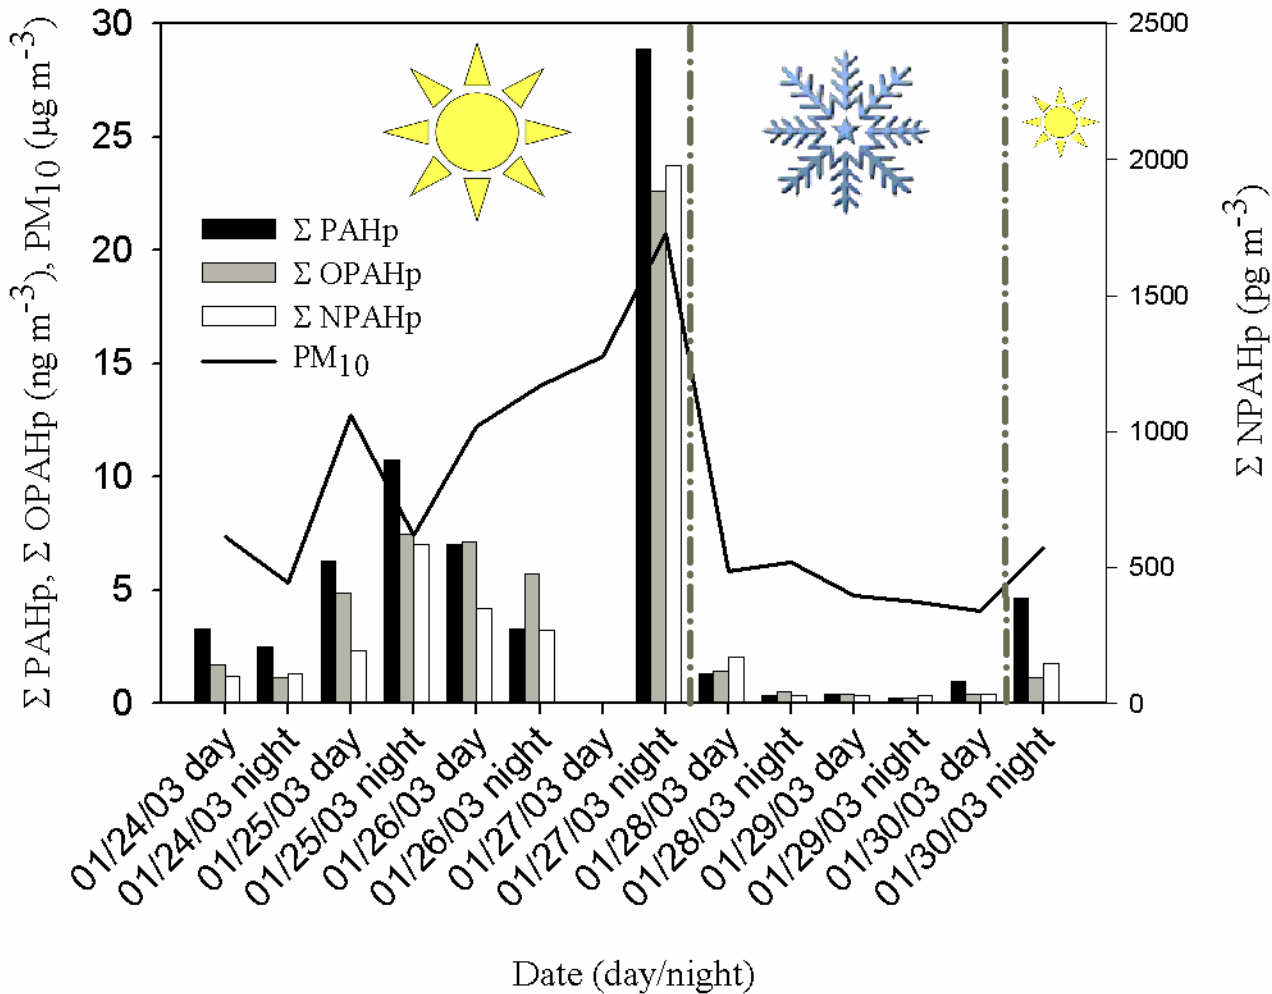 Σ PAHp, Σ OPAHp (ng m-3), PM10 (μg m-3)
30
25
20
15
10
5
0
Σ PAHp
Σ OPAHp
Σ NPAHp
PM10
2500
2000
1500
1000
500
0
Σ NPAHp (pg m-3)
01/24/03 day
01/24/03 night
01/25/03 day
01/25/03 night
01/26/03 day
01/26/03 night
01/27/03 day
01/27/03 night
01/28/03 day
01/28/03 night
01/29/03 day
01/29/03 night
01/30/03 day
01/30/03 night
Date (day/night)